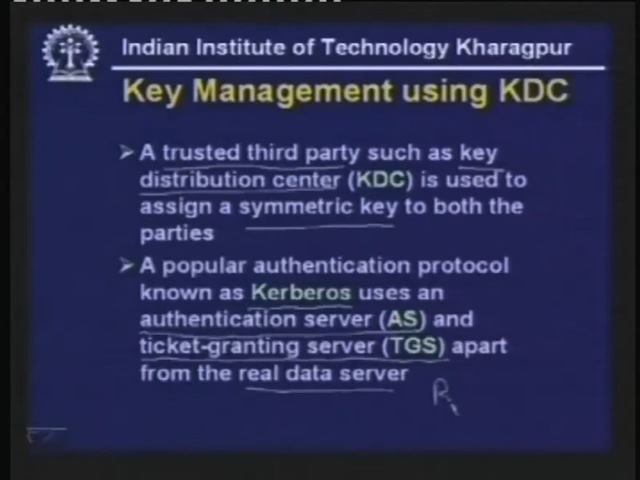 Indian Institute of Technology Kharagpur
Key Management using KDC
➢ A trusted third party such as key
distribution center (KDC) is used to
assign a symmetric key to both the
parties
➢ A popular authentication protocol
known as Kerberos uses an
authentication server (AS) and
ticket-granting server (TGS) apart
from the real data server